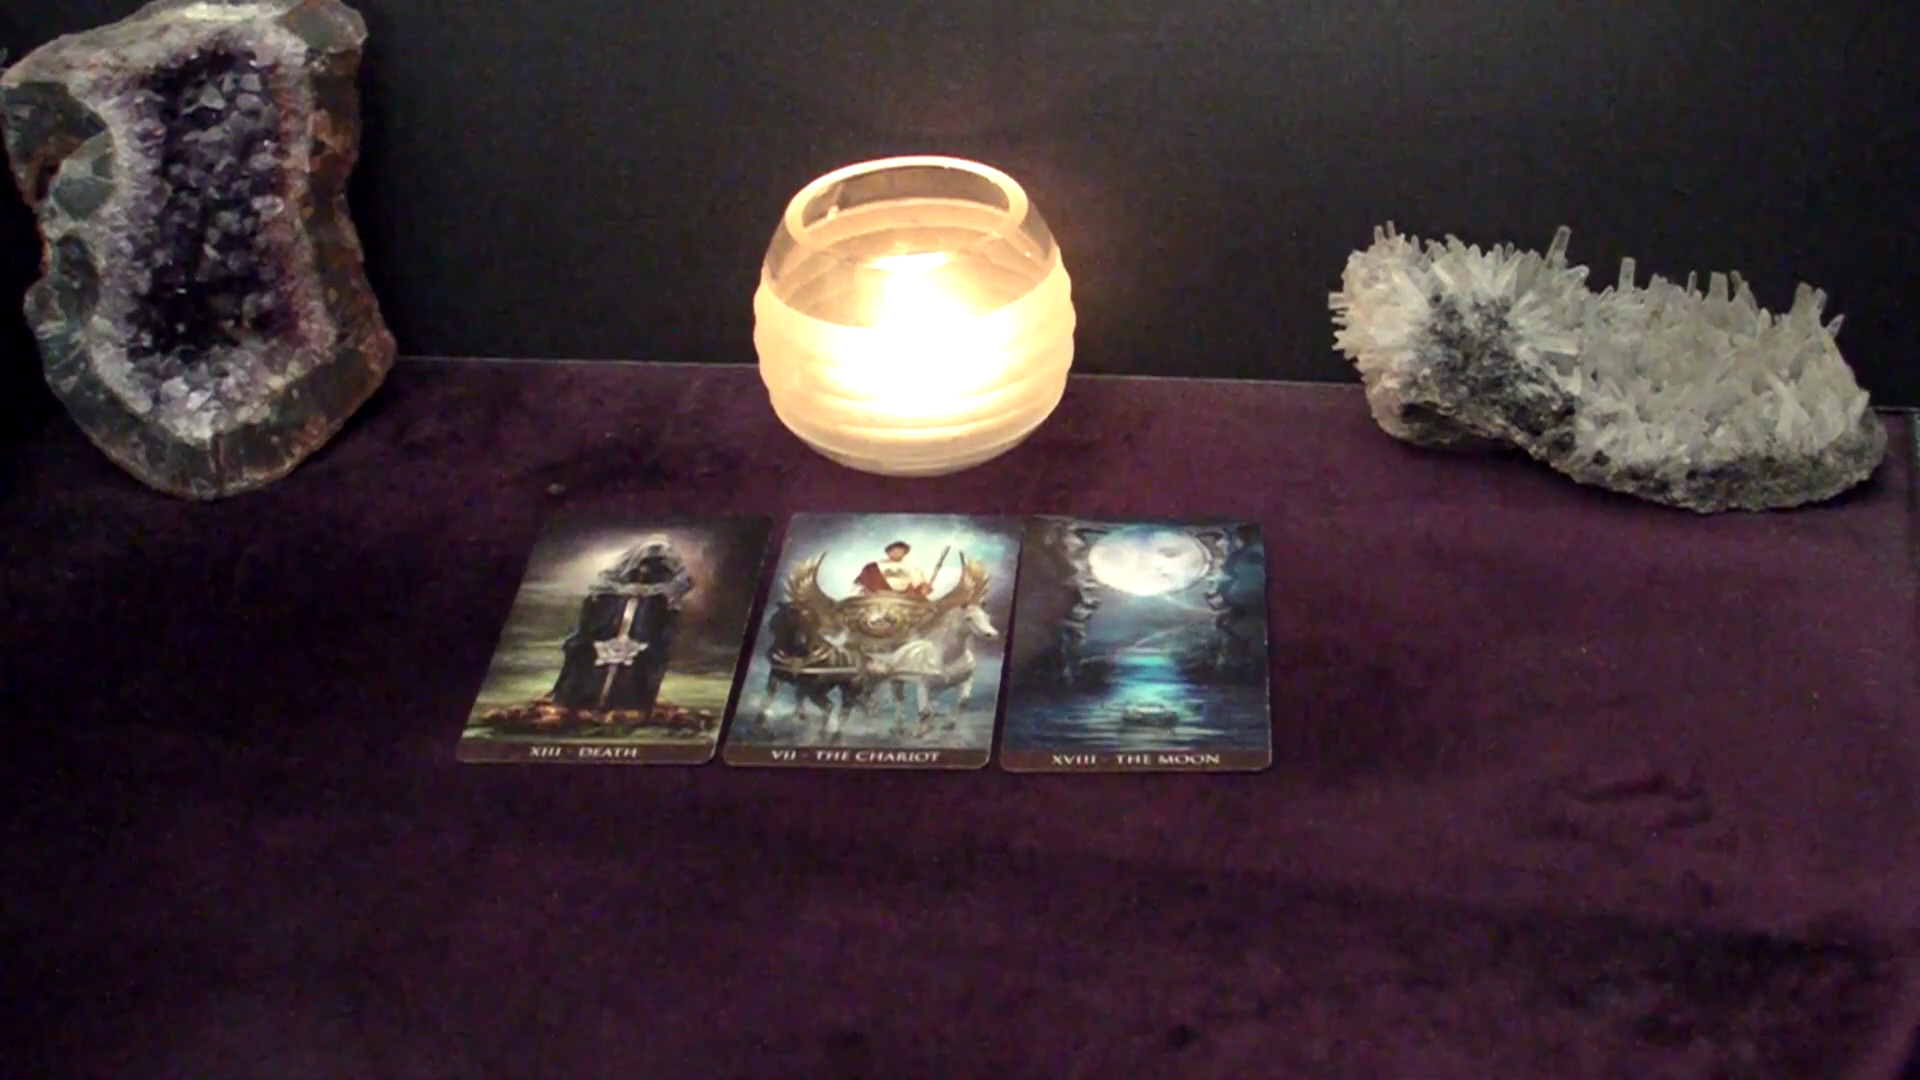 XIII · DEATH
VII · THE CHARIOT
XVIII · THE MOON